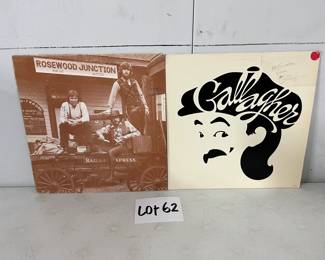 ROSEWOOD JUNCTION
Gallagher
RAILWAY EXPRESS
Lot 62